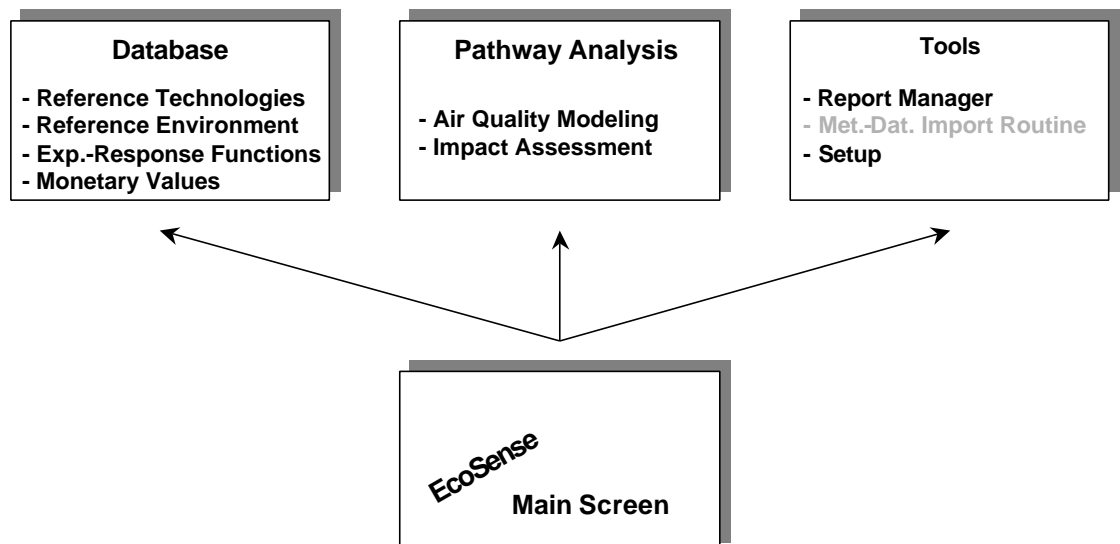 Database
- Reference Technologies
- Reference Environment
- Exp.-Response Functions
- Monetary Values
Pathway Analysis
- Air Quality Modeling
- Impact Assessment
Tools
- Report Manager
- Met.-Dat. Import Routine
- Setup
EcoSense
Main Screen